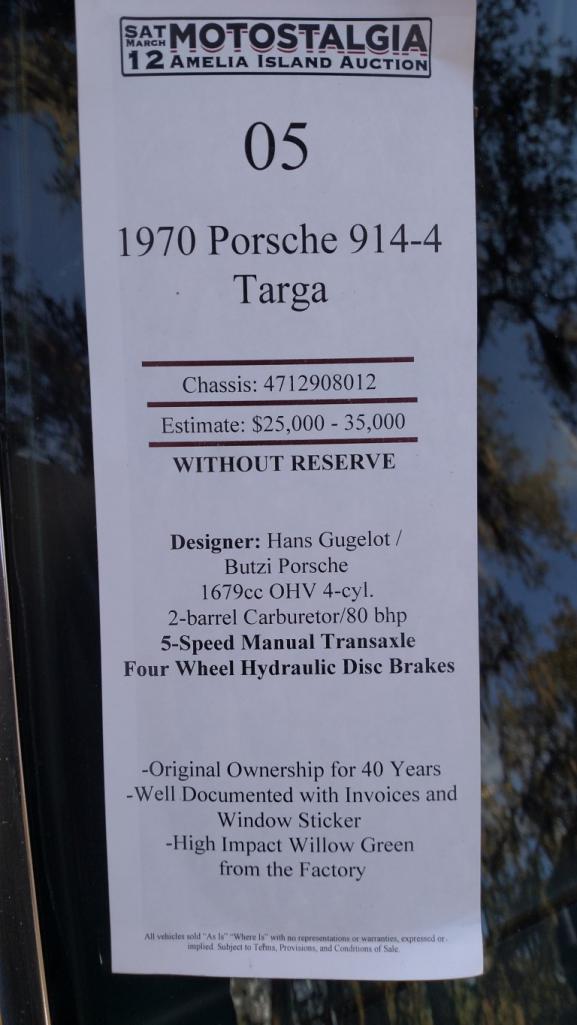 SAT MARCH 12 MOTOSTALGIA
AMELIA ISLAND AUCTION
05
1970 Porsche 914-4
Targa
Chassis: 4712908012
Estimate: $25,000 - 35,000
WITHOUT RESERVE
Designer: Hans Gugelot /
Butzi Porsche
1679cc OHV 4-cyl.
2-barrel Carburetor/80 bhp
5-Speed Manual Transaxle
Four Wheel Hydraulic Disc Brakes
-Original Ownership for 40 Years
-Well Documented with Invoices and
Window Sticker
-High Impact Willow Green
from the Factory
All vehicles sold "As Is" "Where Is" with no representations or warranties, expressed or
implied. Subject to Terms, Provisions, and Conditions of Sale.